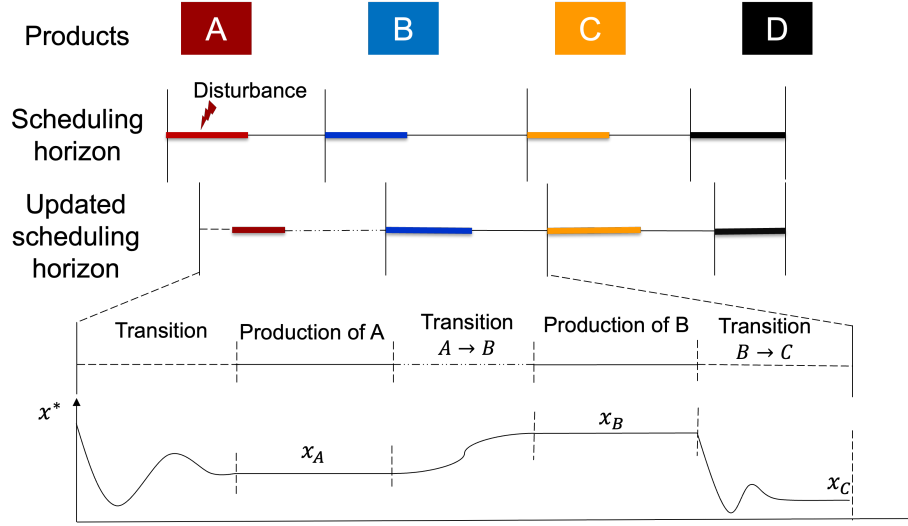 Products
A
B
C
D
Disturbance
Scheduling
horizon
Updated
scheduling
horizon
Transition
Production of A
Transition
A → B
Production of B
Transition
B → C
x*
x_A
x_B
x_C